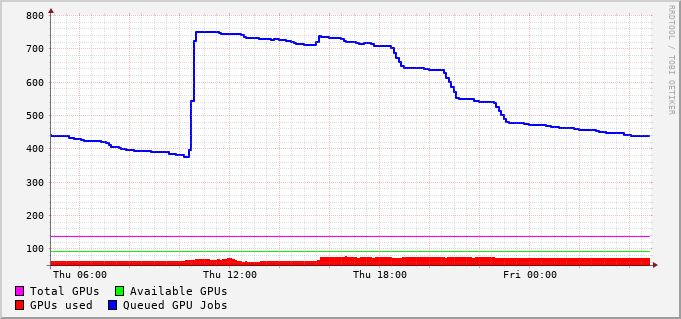 800
700
600
500
400
300
200
100
Thu 06:00 Thu 12:00 Thu 18:00 Fri 00:00
Total GPUs Available GPUs
GPUs used Queued GPU Jobs
RRDTOOL / TOBI OETIKER